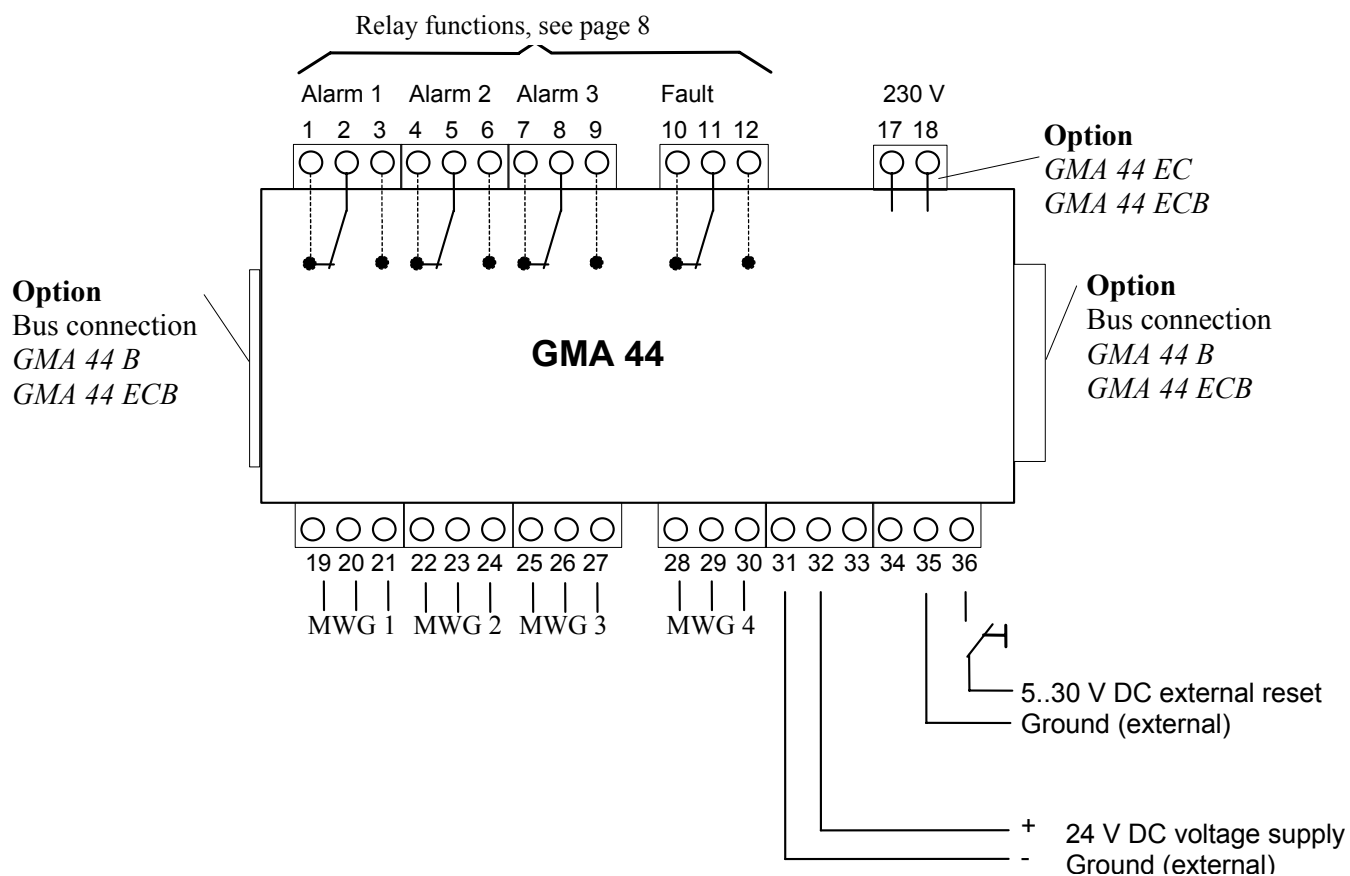 Relay functions, see page 8
Alarm 1 Alarm 2 Alarm 3 Fault 230 V
1 2 3 4 5 6 7 8 9 10 11 12 17 18
Option
GMA 44 EC
GMA 44 ECB
Option
Bus connection
GMA 44 B
GMA 44 ECB
GMA 44
Option
Bus connection
GMA 44 B
GMA 44 ECB
19 20 21 22 23 24 25 26 27 28 29 30 31 32 33 34 35 36
MWG 1 MWG 2 MWG 3 MWG 4
5..30 V DC external reset
Ground (external)
+ 24 V DC voltage supply
- Ground (external)